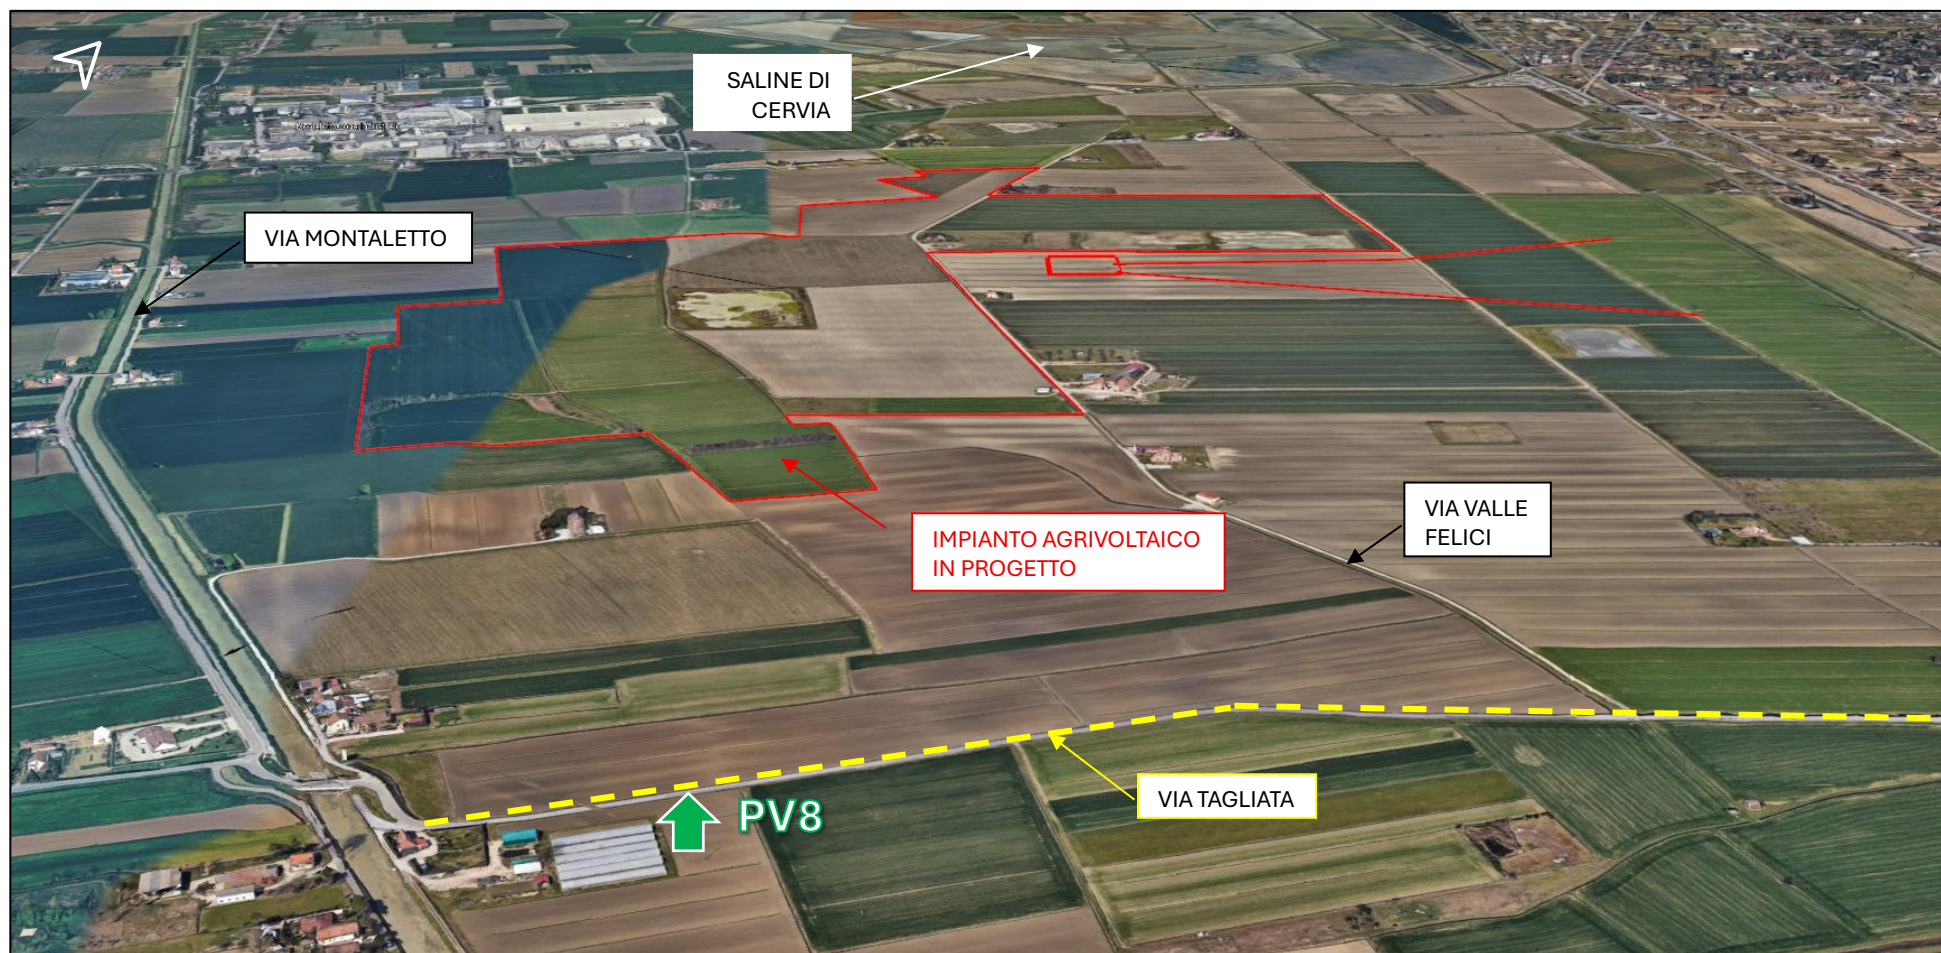 SALINE DI
CERVIA
VIA MONTALETTO
IMPIANTO AGRIVOLTAICO
IN PROGETTO
VIA VALLE
FELICI
VIA TAGLIATA
PV8